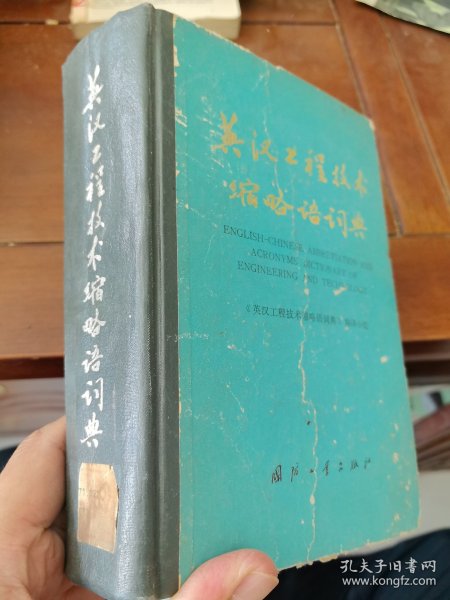 英汉工程技术缩略语词典
英汉工程技术
缩略语词典
ENGLISH-CHINESE ABBREVIATION AND
ACRONYMS DICTIONARY OF
ENGINEERING AND TECHNOLOGY
《英汉工程技术缩略语词典》编译小组
国防工业出版社
孔夫子旧书网
www.kongfz.com